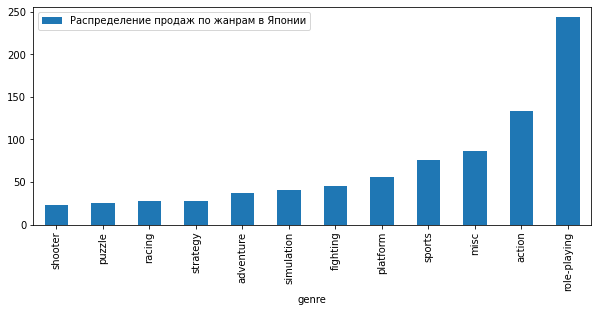 Распределение продаж по жанрам в Японии
250
200
150
100
50
0
shooter
puzzle
racing
strategy
adventure
simulation
fighting
platform
sports
misc
action
role-playing
genre